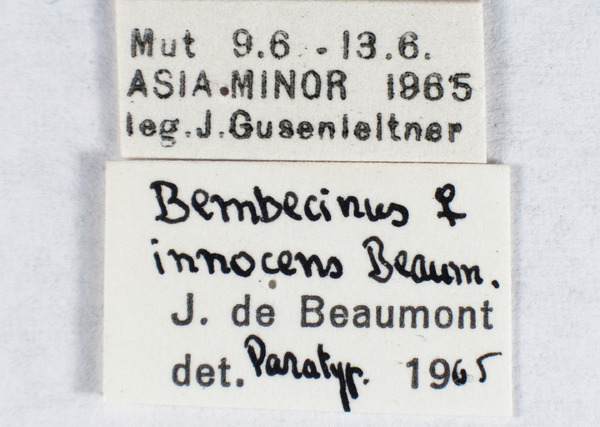 Mut 9.6.-13.6.
ASIA.MINOR 1965
leg.J.Gusenleitner
Bembecinus ♀
innocens Beaum.
J. de Beaumont
det. Paratyp. 1965